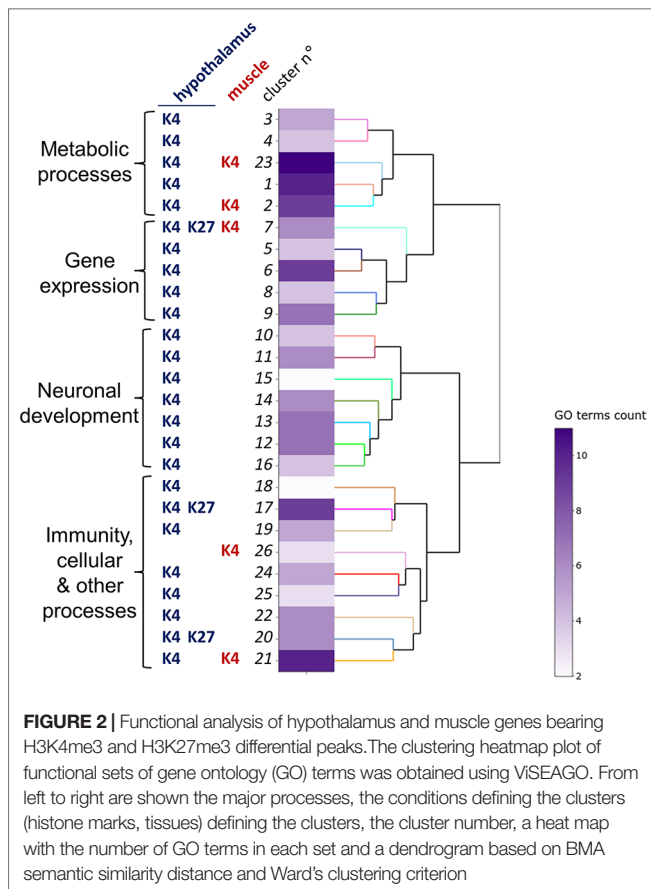 hypothalamus
muscle
cluster n°
Metabolic
processes
K4 3
K4 4
K4 K4 23
K4 1
K4 K4 2
Gene
expression
K4 K27 K4 7
K4 5
K4 6
K4 8
K4 9
Neuronal
development
K4 10
K4 11
K4 15
K4 14
K4 13
K4 12
K4 16
Immunity,
cellular
& other
processes
K4 18
K4 K27 17
K4 19
K4 26
K4 24
K4 25
K4 22
K4 K27 20
K4 K4 21
GO terms count
10
8
6
4
2
FIGURE 2 | Functional analysis of hypothalamus and muscle genes bearing
H3K4me3 and H3K27me3 differential peaks.The clustering heatmap plot of
functional sets of gene ontology (GO) terms was obtained using ViSEAGO. From
left to right are shown the major processes, the conditions defining the clusters
(histone marks, tissues) defining the clusters, the cluster number, a heat map
with the number of GO terms in each set and a dendrogram based on BMA
semantic similarity distance and Ward's clustering criterion